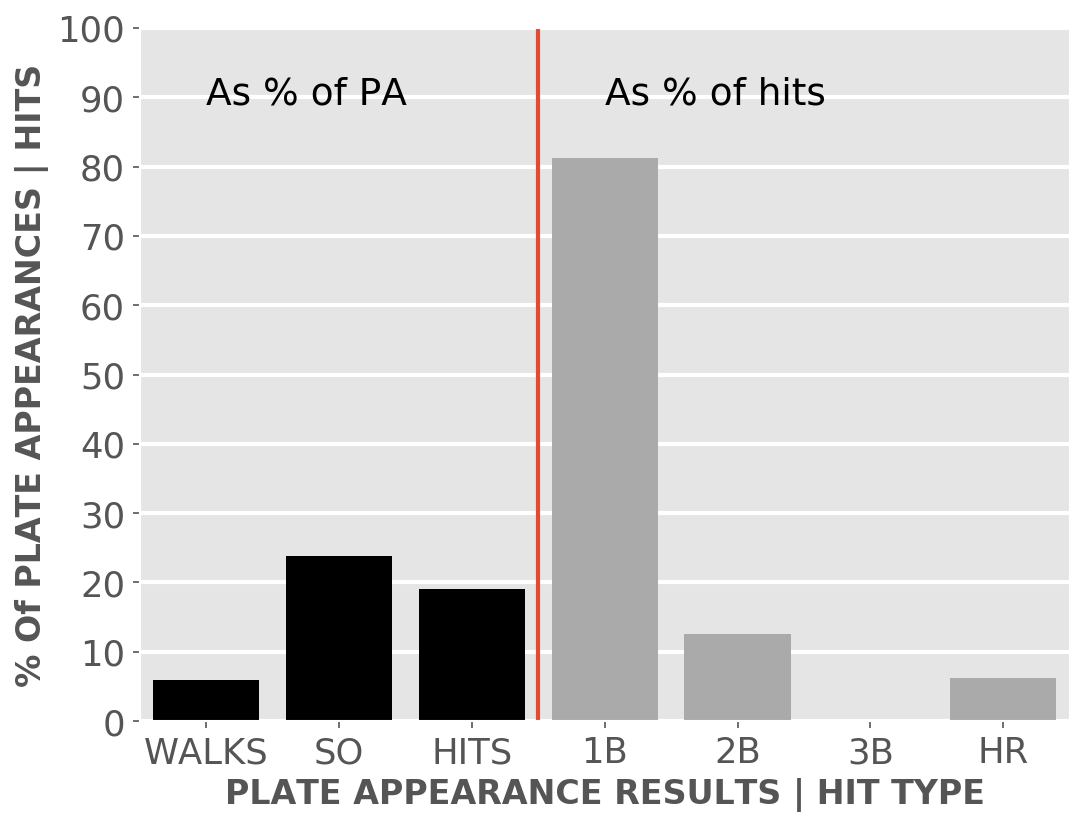 % Of PLATE APPEARANCES | HITS
100
90
80
70
60
50
40
30
20
10
0
As % of PA
As % of hits
WALKS SO HITS 1B 2B 3B HR
PLATE APPEARANCE RESULTS | HIT TYPE